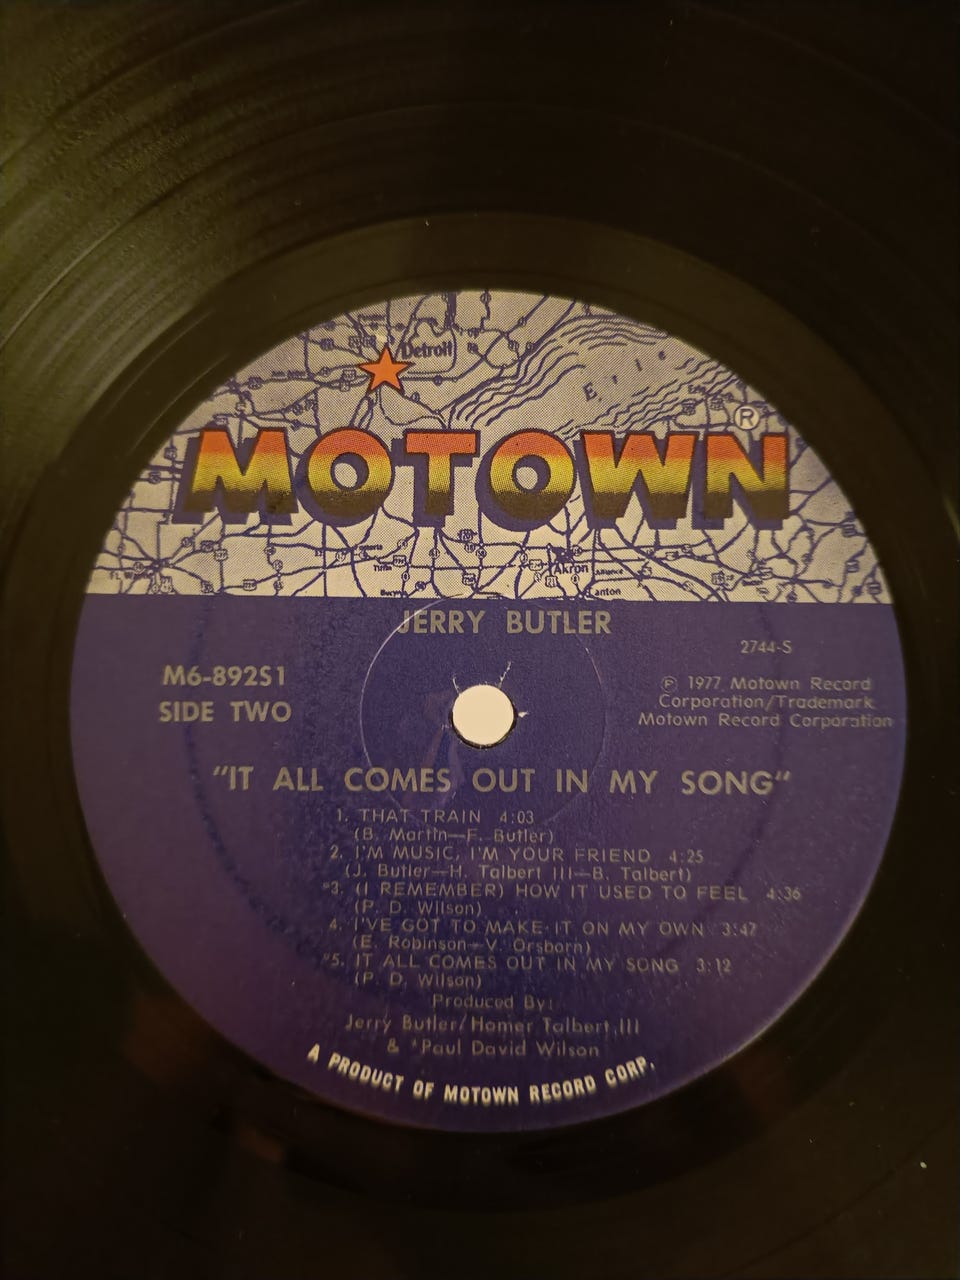 Detroit
Erie
MOTOWN®
Akron
JERRY BUTLER
2744-S
M6-892S1
SIDE TWO
℗ 1977 Motown Record
Corporation/Trademark
Motown Record Corporation
"IT ALL COMES OUT IN MY SONG"
1. THAT TRAIN 4:03
(B. Martin—F. Butler)
2. I'M MUSIC, I'M YOUR FRIEND 4:25
(J. Butler—H. Talbert III—B. Talbert)
*3. (I REMEMBER) HOW IT USED TO FEEL 4:36
(P. D. Wilson)
4. I'VE GOT TO MAKE IT ON MY OWN 3:47
(E. Robinson—V. Orsborn)
*5. IT ALL COMES OUT IN MY SONG 3:12
(P. D. Wilson)
Produced By:
Jerry Butler/Homer Talbert,III
& *Paul David Wilson
A PRODUCT OF MOTOWN RECORD CORP.